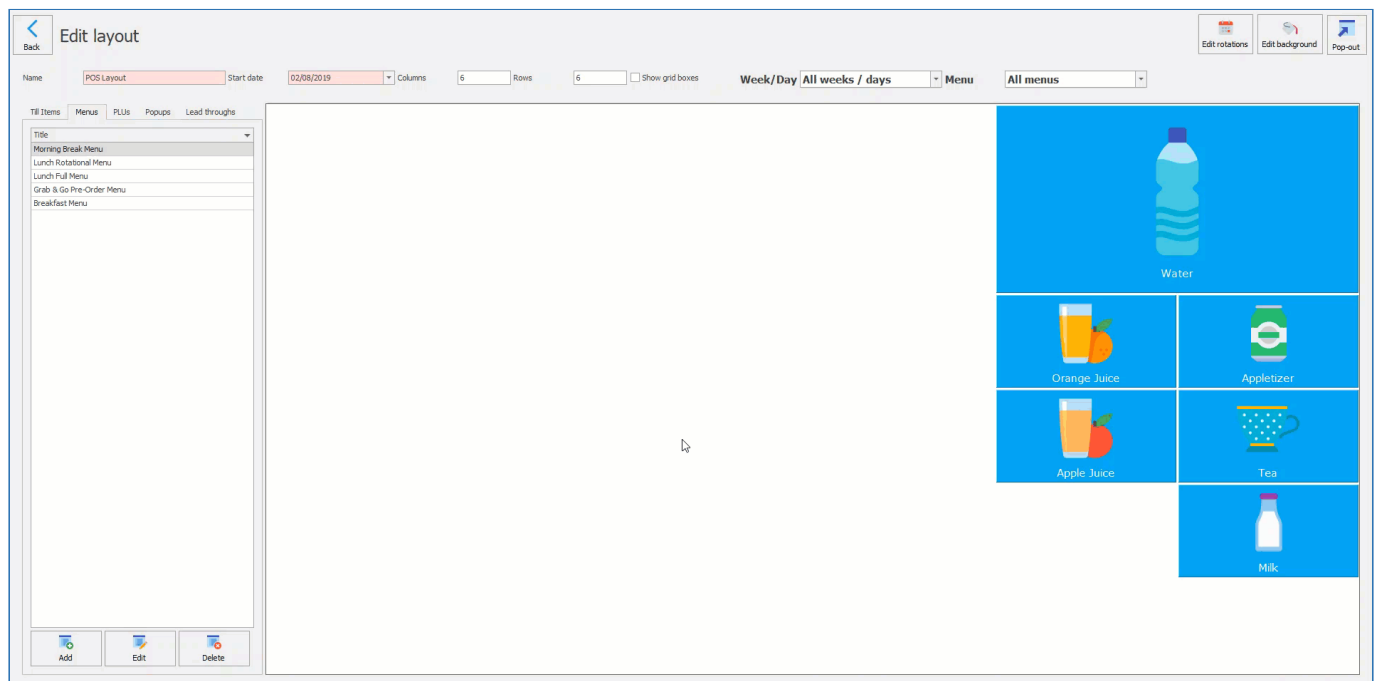 Back
Edit layout
Edit rotations
Edit background
Pop-out
Name
POS Layout
Start date
02/08/2019
Columns
6
Rows
6
Show grid boxes
Week/Day
All weeks / days
Menu
All menus
Till Items
Menus
PLUs
Popups
Lead throughs
Title
Morning Break Menu
Lunch Rotational Menu
Lunch Full Menu
Grab & Go Pre-Order Menu
Breakfast Menu
Water
Orange Juice
Appletizer
Apple Juice
Tea
Milk
Add
Edit
Delete